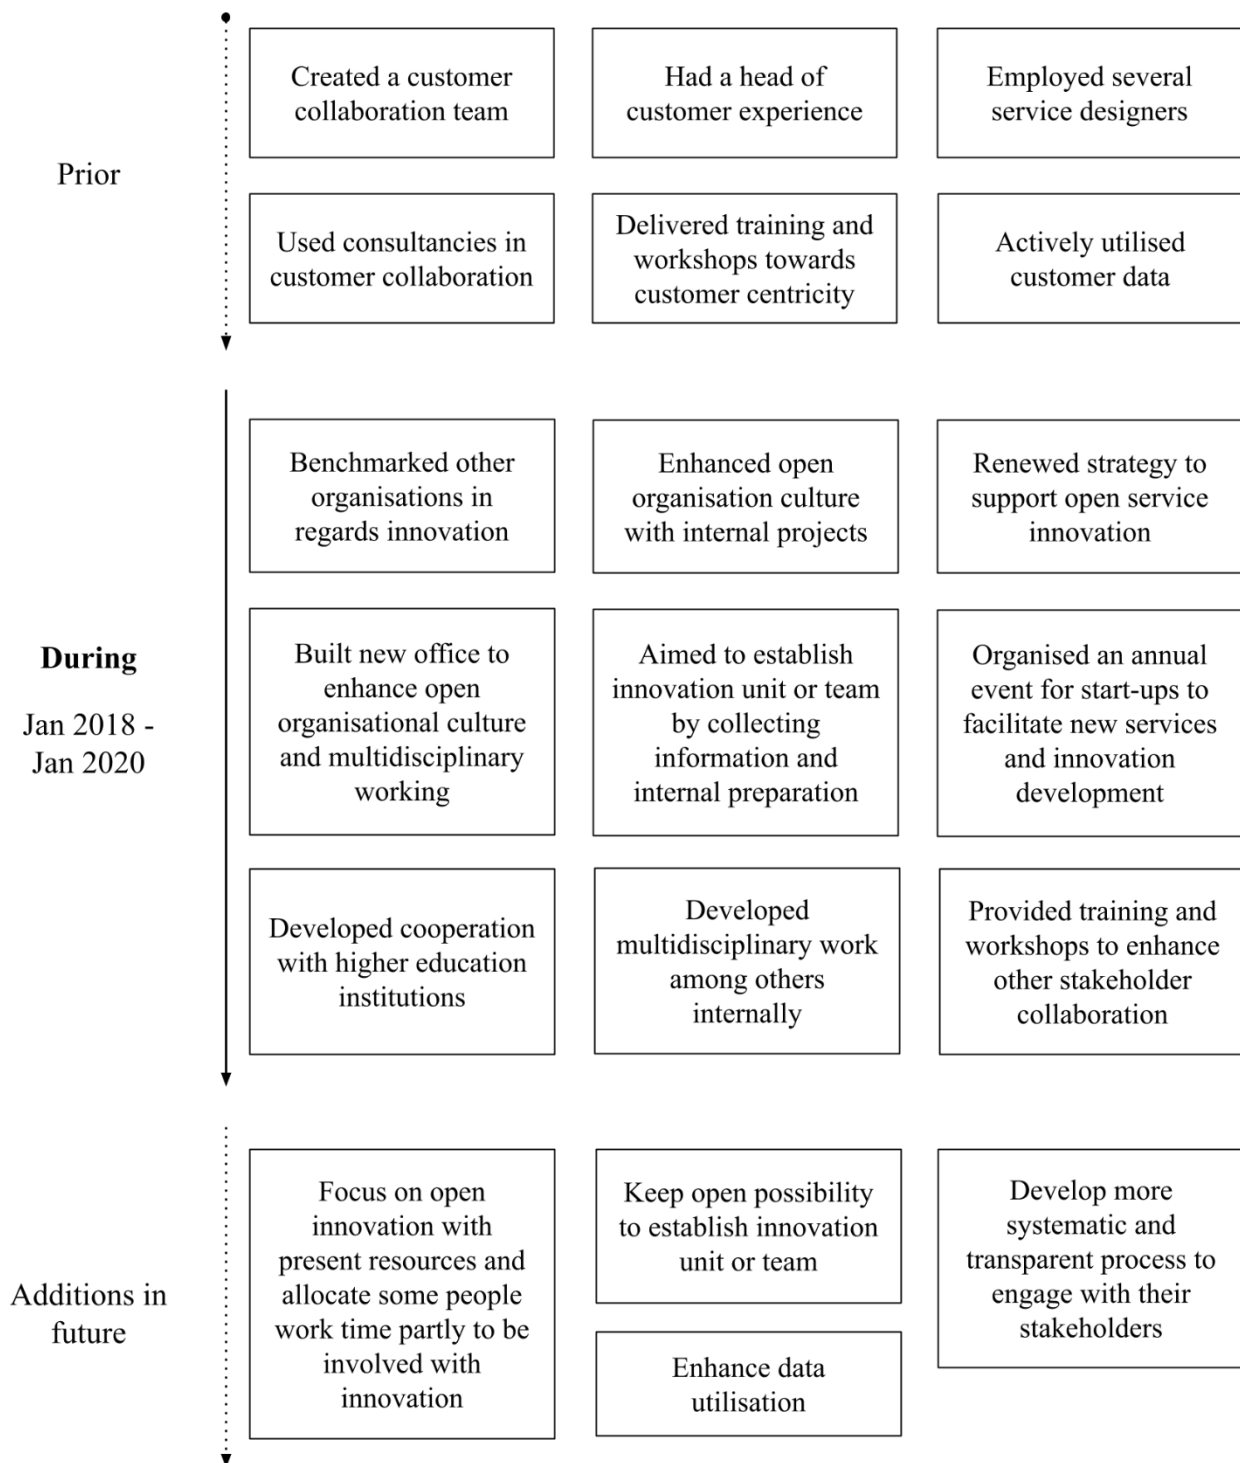 Prior
Created a customer
collaboration team
Had a head of
customer experience
Employed several
service designers
Used consultancies in
customer collaboration
Delivered training and
workshops towards
customer centricity
Actively utilised
customer data
During
Jan 2018 -
Jan 2020
Benchmarked other
organisations in
regards innovation
Enhanced open
organisation culture
with internal projects
Renewed strategy to
support open service
innovation
Built new office to
enhance open
organisational culture
and multidisciplinary
working
Aimed to establish
innovation unit or team
by collecting
information and
internal preparation
Organised an annual
event for start-ups to
facilitate new services
and innovation
development
Developed cooperation
with higher education
institutions
Developed
multidisciplinary work
among others
internally
Provided training and
workshops to enhance
other stakeholder
collaboration
Additions in
future
Focus on open
innovation with
present resources and
allocate some people
work time partly to be
involved with
innovation
Keep open possibility
to establish innovation
unit or team
Enhance data
utilisation
Develop more
systematic and
transparent process to
engage with their
stakeholders